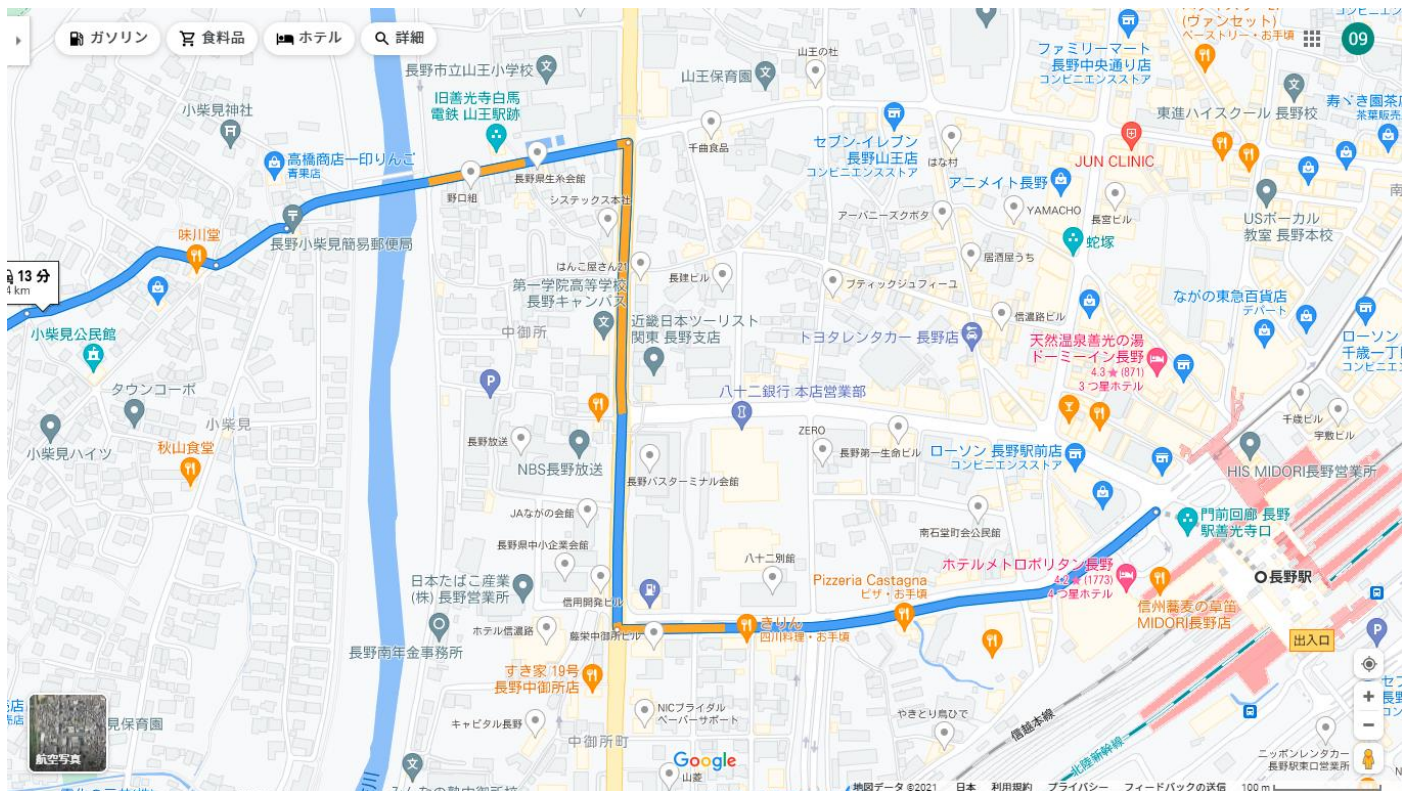 ガソリン
食料品
ホテル
詳細
09
(ヴァンセット)
ペーストリー・お手頃
ファミリーマート
長野中央通り店
コンビニエンスストア
山王の杜
長野市立山王小学校
山王保育園
旧善光寺白馬
電鉄 山王駅跡
小柴見神社
東進ハイスクール 長野校
寿ゞき園茶店
茶葉販売
千曲食品
セブン-イレブン
長野山王店
コンビニエンスストア
はな村
JUN CLINIC
高橋商店一印りんご
青果店
長野県生糸会館
野口組
システックス本社
アニメイト長野
YAMACHO
長宮ビル
USボーカル
教室 長野本校
アーバニーズクボタ
味川堂
長野小柴見簡易郵便局
蛇塚
居酒屋うち
はんこ屋さん21
長建ビル
ブティックジュフィーユ
13 分
4 km
第一学院高等学校
長野キャンパス
ながの東急百貨店
デパート
信濃路ビル
中御所
近畿日本ツーリスト
関東 長野支店
トヨタレンタカー 長野店
天然温泉善光の湯
ドーミーイン長野
4.3★(871)
3 つ星ホテル
ローソン
千歳一丁目
コンビニエ
小柴見公民館
タウンコーポ
八十二銀行 本店営業部
小柴見
千歳ビル
宇敷ビル
長野放送
NBS長野放送
ZERO
長野第一生命ビル
ローソン 長野駅前店
コンビニエンスストア
小柴見ハイツ
秋山食堂
HIS MIDORI長野営業所
長野バスターミナル会館
JAながの会館
南石堂町会公民館
門前回廊 長野
駅善光寺口
長野県中小企業会館
八十二別館
ホテルメトロポリタン長野
4.2★(1773)
4 つ星ホテル
長野駅
日本たばこ産業
(株) 長野営業所
信用開発ビル
Pizzeria Castagna
ピザ・お手頃
信州蕎麦の草笛
MIDORI長野店
ホテル信濃路
藤栄中御所ビル
きりん
四川料理・お手頃
出入口
長野南年金事務所
すき家 19号
長野中御所店
NICブライダル
ペーパーサポート
キャピタル長野
やきとり鳥ひで
信越本線
北陸新幹線
見保育園
航空写真
中御所町
Google
山菱
ニッポンレンタカー
長野駅東口営業所
みんなの塾中御所校
地図データ ©2021
日本
利用規約
プライバシー
フィードバックの送信
100 m